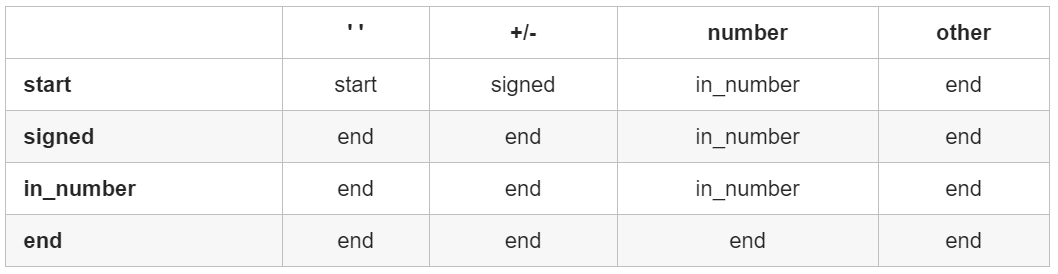 ' ' +/- number other
start start signed in_number end
signed end end in_number end
in_number end end in_number end
end end end end end